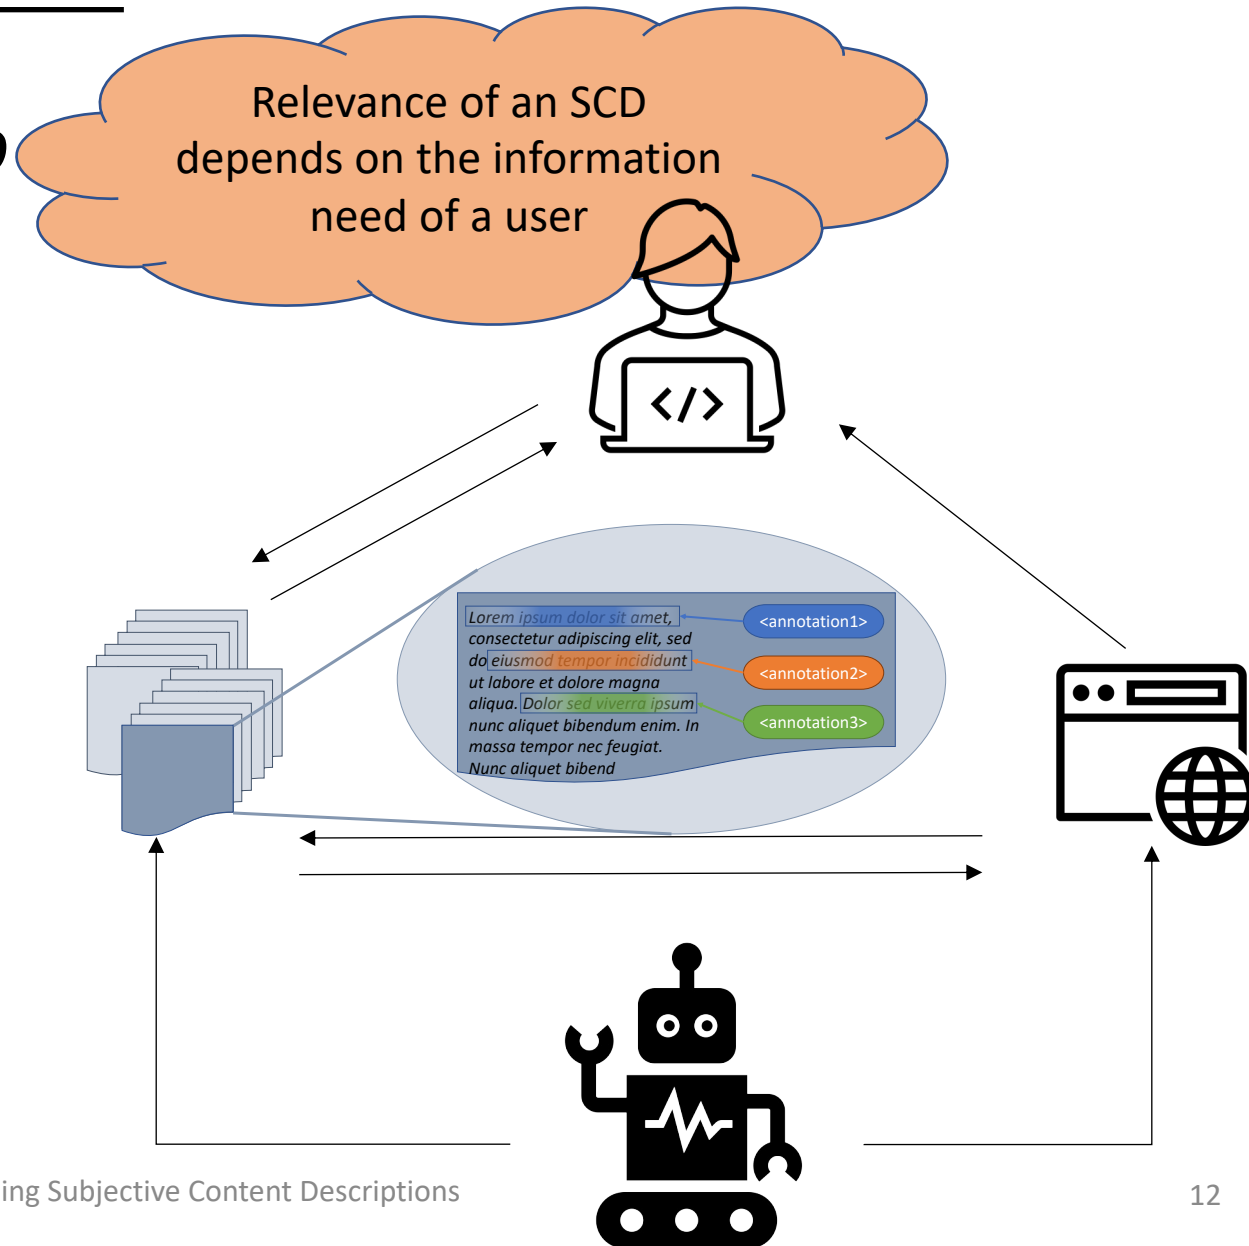 Relevance of an SCD
depends on the information
need of a user
</>
Lorem ipsum dolor sit amet,
consectetur adipiscing elit, sed
do eiusmod tempor incididunt
ut labore et dolore magna
aliqua. Dolor sed viverra ipsum
nunc aliquet bibendum enim. In
massa tempor nec feugiat.
Nunc aliquet bibend
<annotation1>
<annotation2>
<annotation3>
ing Subjective Content Descriptions
12